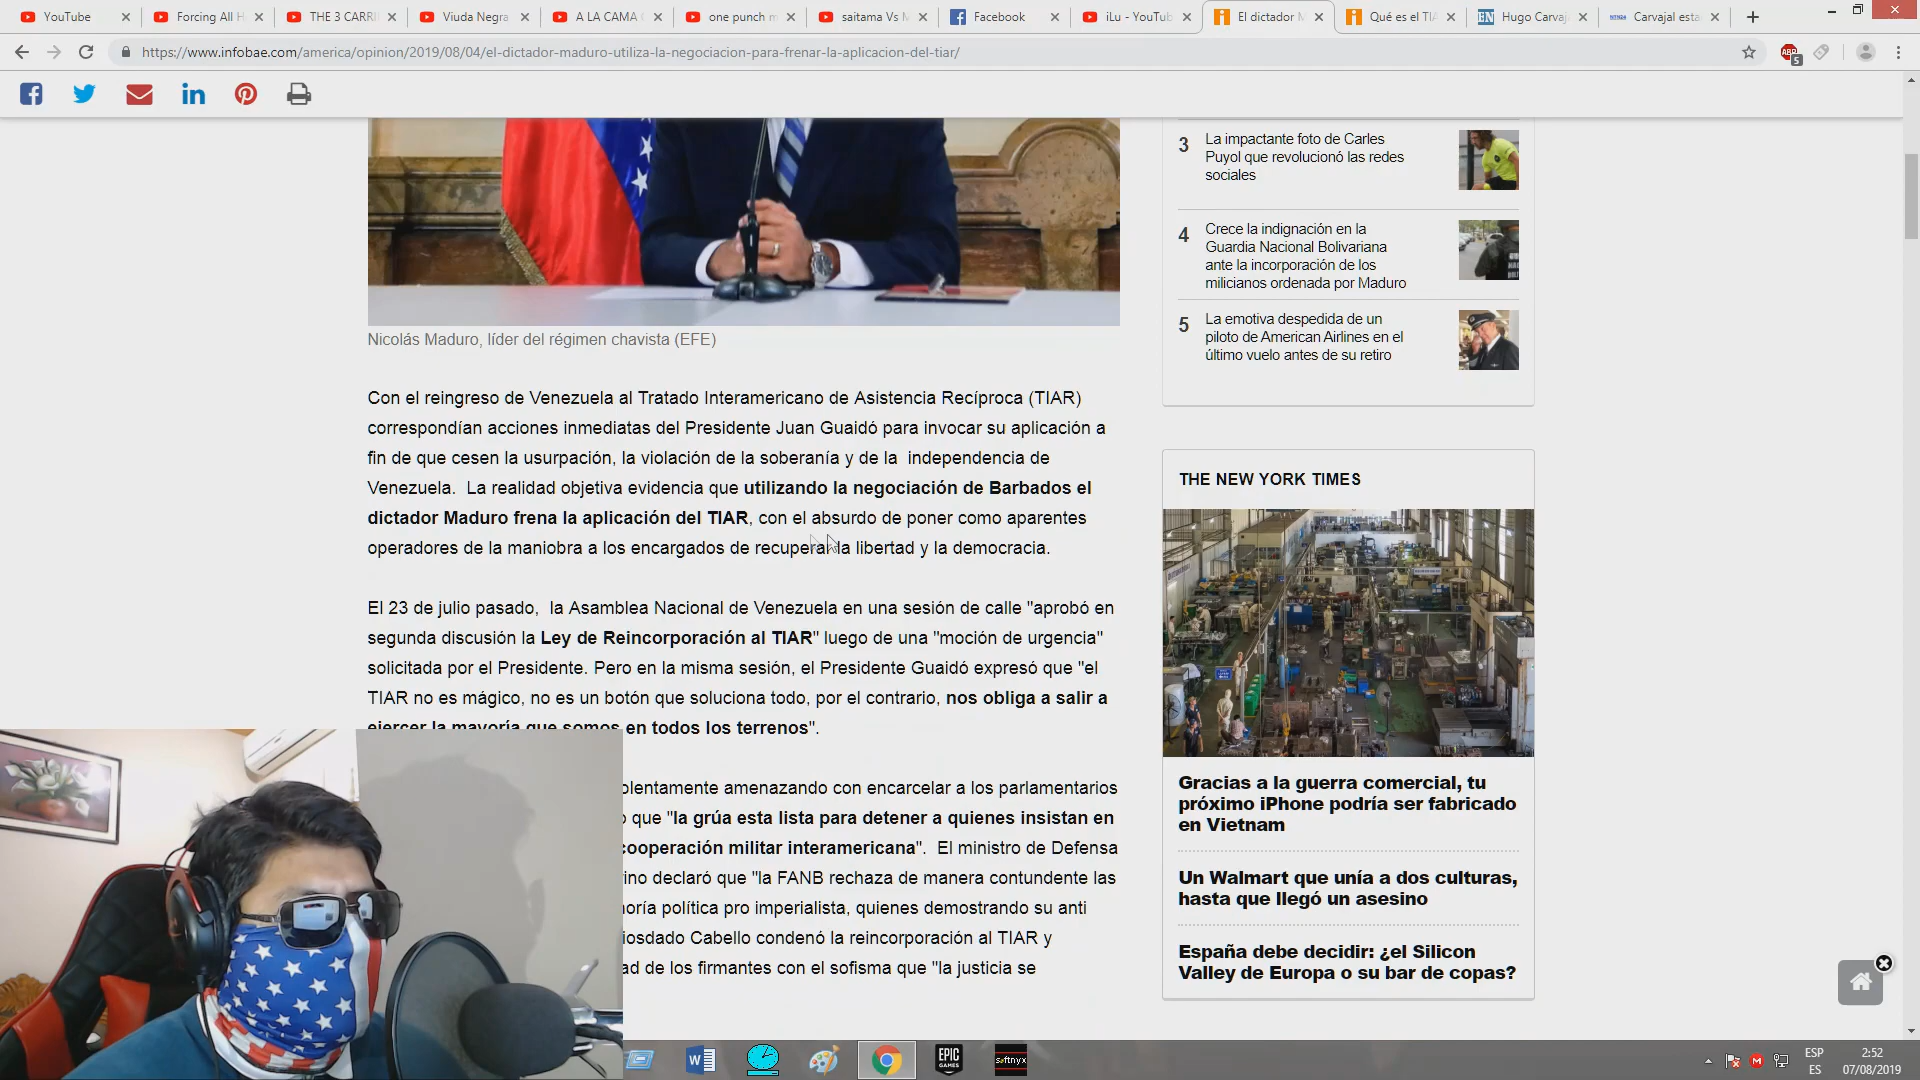 YouTube
Forcing All H
THE 3 CARRI
Viuda Negra
A LA CAMA
one punch m
saitama Vs M
Facebook
iLu - YouTub
El dictador M
Qué es el TIA
Hugo Carvaj
Carvajal esta
https://www.infobae.com/america/opinion/2019/08/04/el-dictador-maduro-utiliza-la-negociacion-para-frenar-la-aplicacion-del-tiar/
ABP
5
Nicolás Maduro, líder del régimen chavista (EFE)
Con el reingreso de Venezuela al Tratado Interamericano de Asistencia Recíproca (TIAR)
correspondían acciones inmediatas del Presidente Juan Guaidó para invocar su aplicación a
fin de que cesen la usurpación, la violación de la soberanía y de la independencia de
Venezuela. La realidad objetiva evidencia que utilizando la negociación de Barbados el
dictador Maduro frena la aplicación del TIAR, con el absurdo de poner como aparentes
operadores de la maniobra a los encargados de recuperar la libertad y la democracia.
El 23 de julio pasado, la Asamblea Nacional de Venezuela en una sesión de calle "aprobó en
segunda discusión la Ley de Reincorporación al TIAR" luego de una "moción de urgencia"
solicitada por el Presidente. Pero en la misma sesión, el Presidente Guaidó expresó que "el
TIAR no es mágico, no es un botón que soluciona todo, por el contrario, nos obliga a salir a
ejercer la mayoría que somos en todos los terrenos".
olentamente amenazando con encarcelar a los parlamentarios
o que "la grúa esta lista para detener a quienes insistan en
cooperación militar interamericana". El ministro de Defensa
ino declaró que "la FANB rechaza de manera contundente las
oría política pro imperialista, quienes demostrando su anti
iosdado Cabello condenó la reincorporación al TIAR y
ad de los firmantes con el sofisma que "la justicia se
3 La impactante foto de Carles
Puyol que revolucionó las redes
sociales
4 Crece la indignación en la
Guardia Nacional Bolivariana
ante la incorporación de los
milicianos ordenada por Maduro
5 La emotiva despedida de un
piloto de American Airlines en el
último vuelo antes de su retiro
THE NEW YORK TIMES
Gracias a la guerra comercial, tu
próximo iPhone podría ser fabricado
en Vietnam
Un Walmart que unía a dos culturas,
hasta que llegó un asesino
España debe decidir: ¿el Silicon
Valley de Europa o su bar de copas?
EPIC
GAMES
softnyx
ESP
ES
2:52
07/08/2019